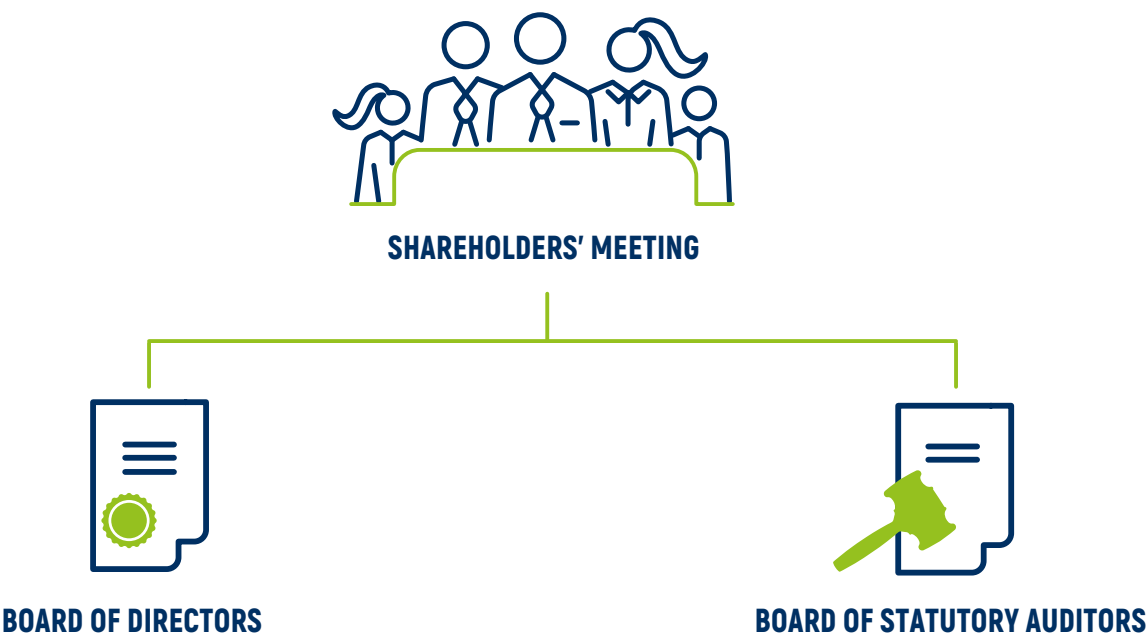 SHAREHOLDERS’ MEETING
BOARD OF DIRECTORS
BOARD OF STATUTORY AUDITORS